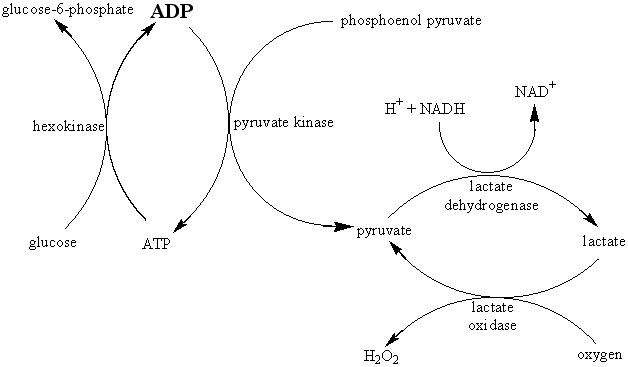 glucose-6-phosphate
ADP
phosphoenol pyruvate
H+ + NADH
NAD+
hexokinase
pyruvate kinase
lactate
dehydrogenase
glucose
ATP
pyruvate
lactate
lactate
oxidase
H2O2
oxygen